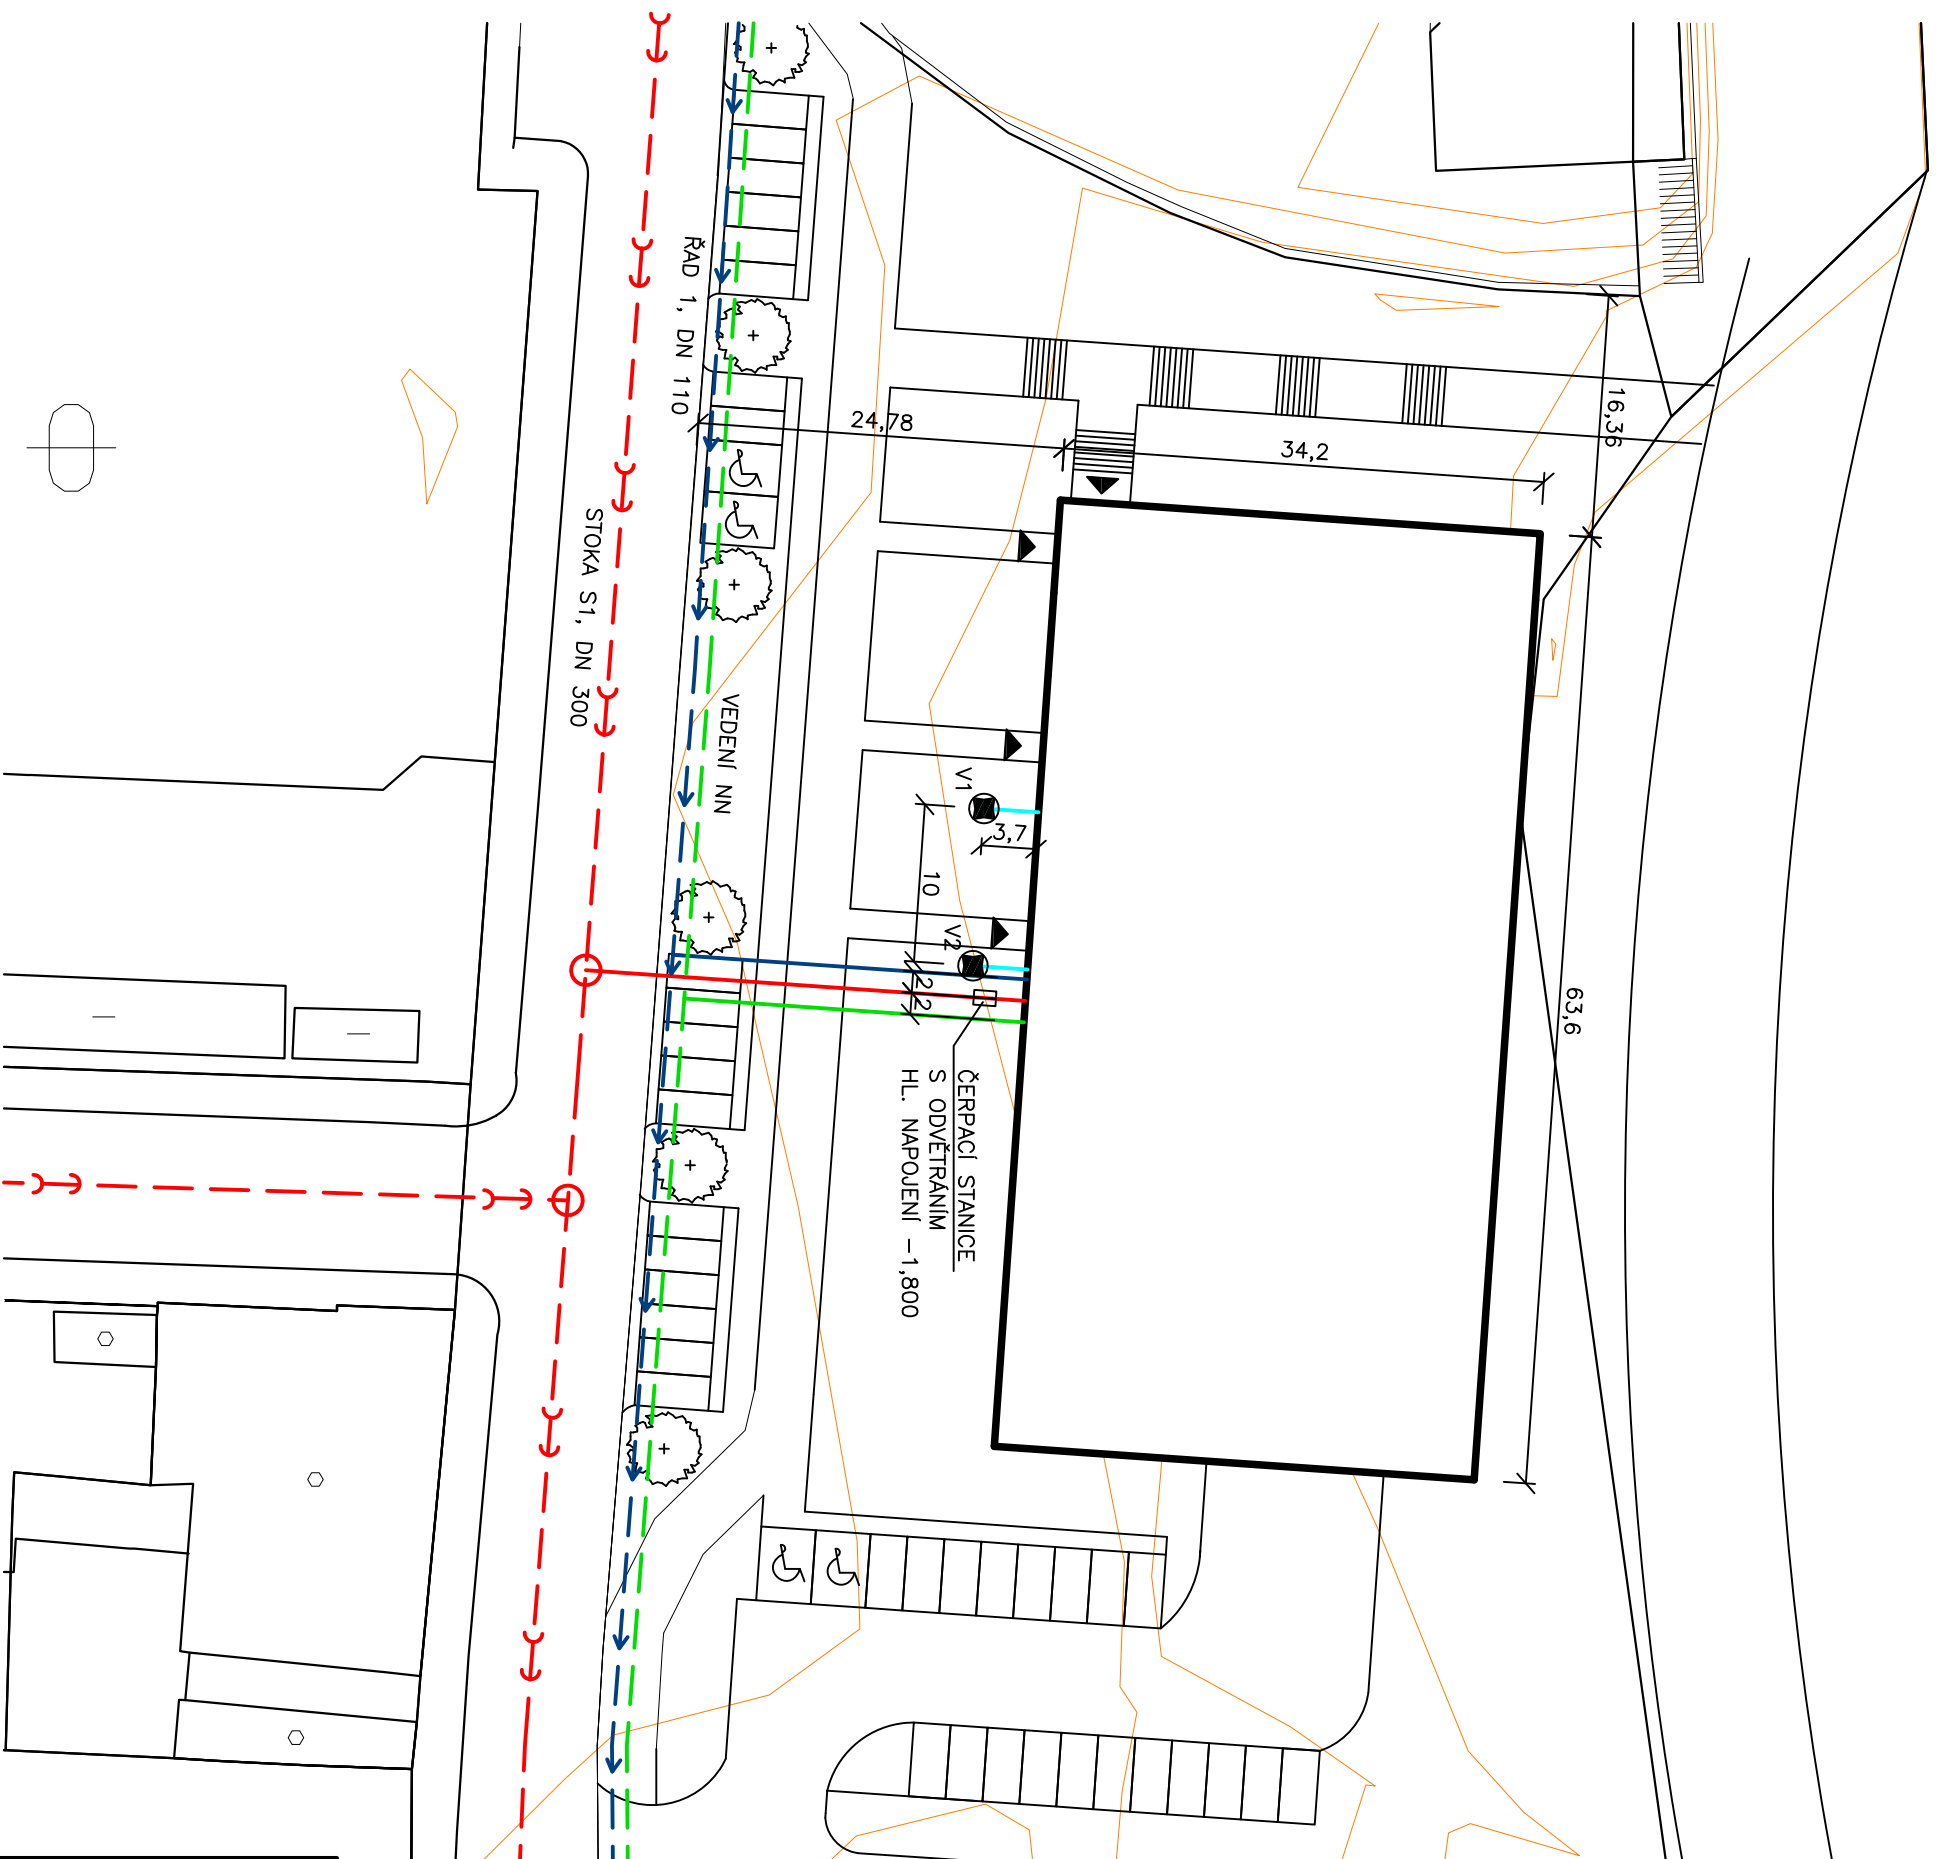 ŘAD 1, DN 110
24,78
34,2
16,36
STOKA S1, DN 300
VEDENÍ NN
V1
3,7
10
V2
2
2
63,6
ČERPACÍ STANICE
S ODVĚTRÁNÍM
HL. NAPOJENÍ –1,800